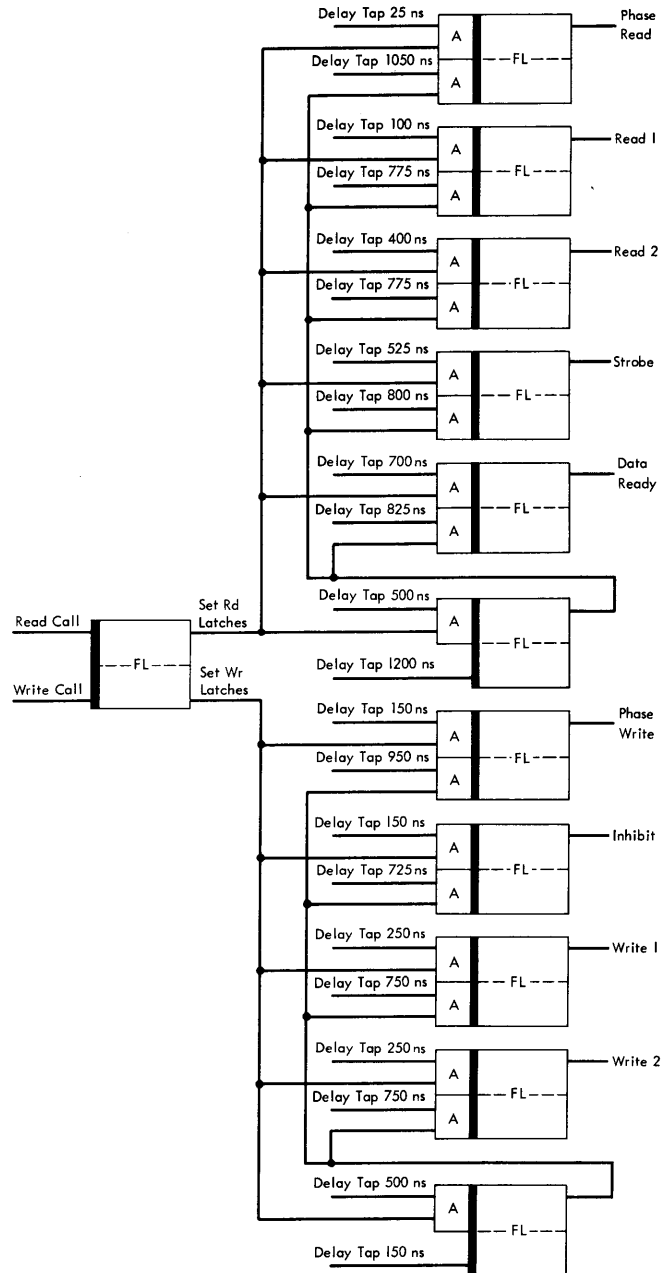 Delay Tap 25 ns
Phase
Read
A
FL
Delay Tap 1050 ns
A
Delay Tap 100 ns
Read 1
A
FL
Delay Tap 775 ns
A
Delay Tap 400 ns
Read 2
A
FL
Delay Tap 775 ns
A
Delay Tap 525 ns
Strobe
A
FL
Delay Tap 800 ns
A
Delay Tap 700 ns
Data
Ready
A
FL
Delay Tap 825 ns
A
Delay Tap 500 ns
A
FL
Delay Tap 1200 ns
Read Call
Set Rd
Latches
FL
Write Call
Set Wr
Latches
Delay Tap 150 ns
Phase
Write
A
FL
Delay Tap 950 ns
A
Delay Tap 150 ns
Inhibit
A
FL
Delay Tap 725 ns
A
Delay Tap 250 ns
Write 1
A
FL
Delay Tap 750 ns
A
Delay Tap 250 ns
Write 2
A
FL
Delay Tap 750 ns
A
Delay Tap 500 ns
A
FL
Delay Tap 150 ns